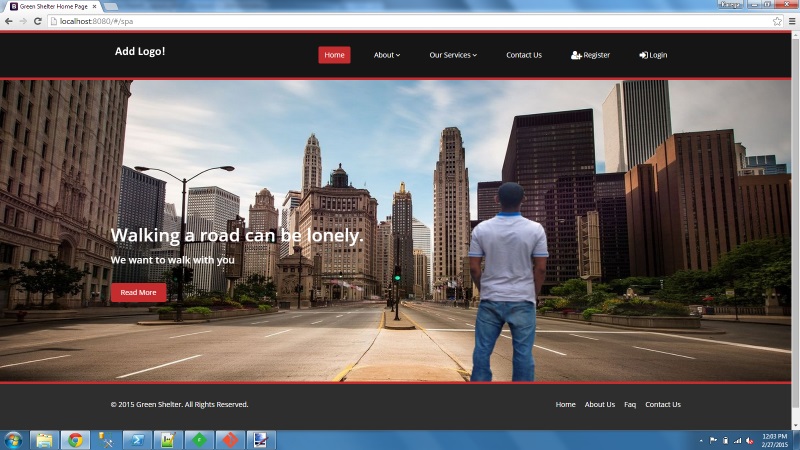 Green Shelter Home Page
localhost:8080/#/spa
Add Logo!
Home
About
Our Services
Contact Us
Register
Login
Walking a road can be lonely.
We want to walk with you
Read More
© 2015 Green Shelter. All Rights Reserved.
Home
About Us
Faq
Contact Us
12:03 PM
2/27/2015